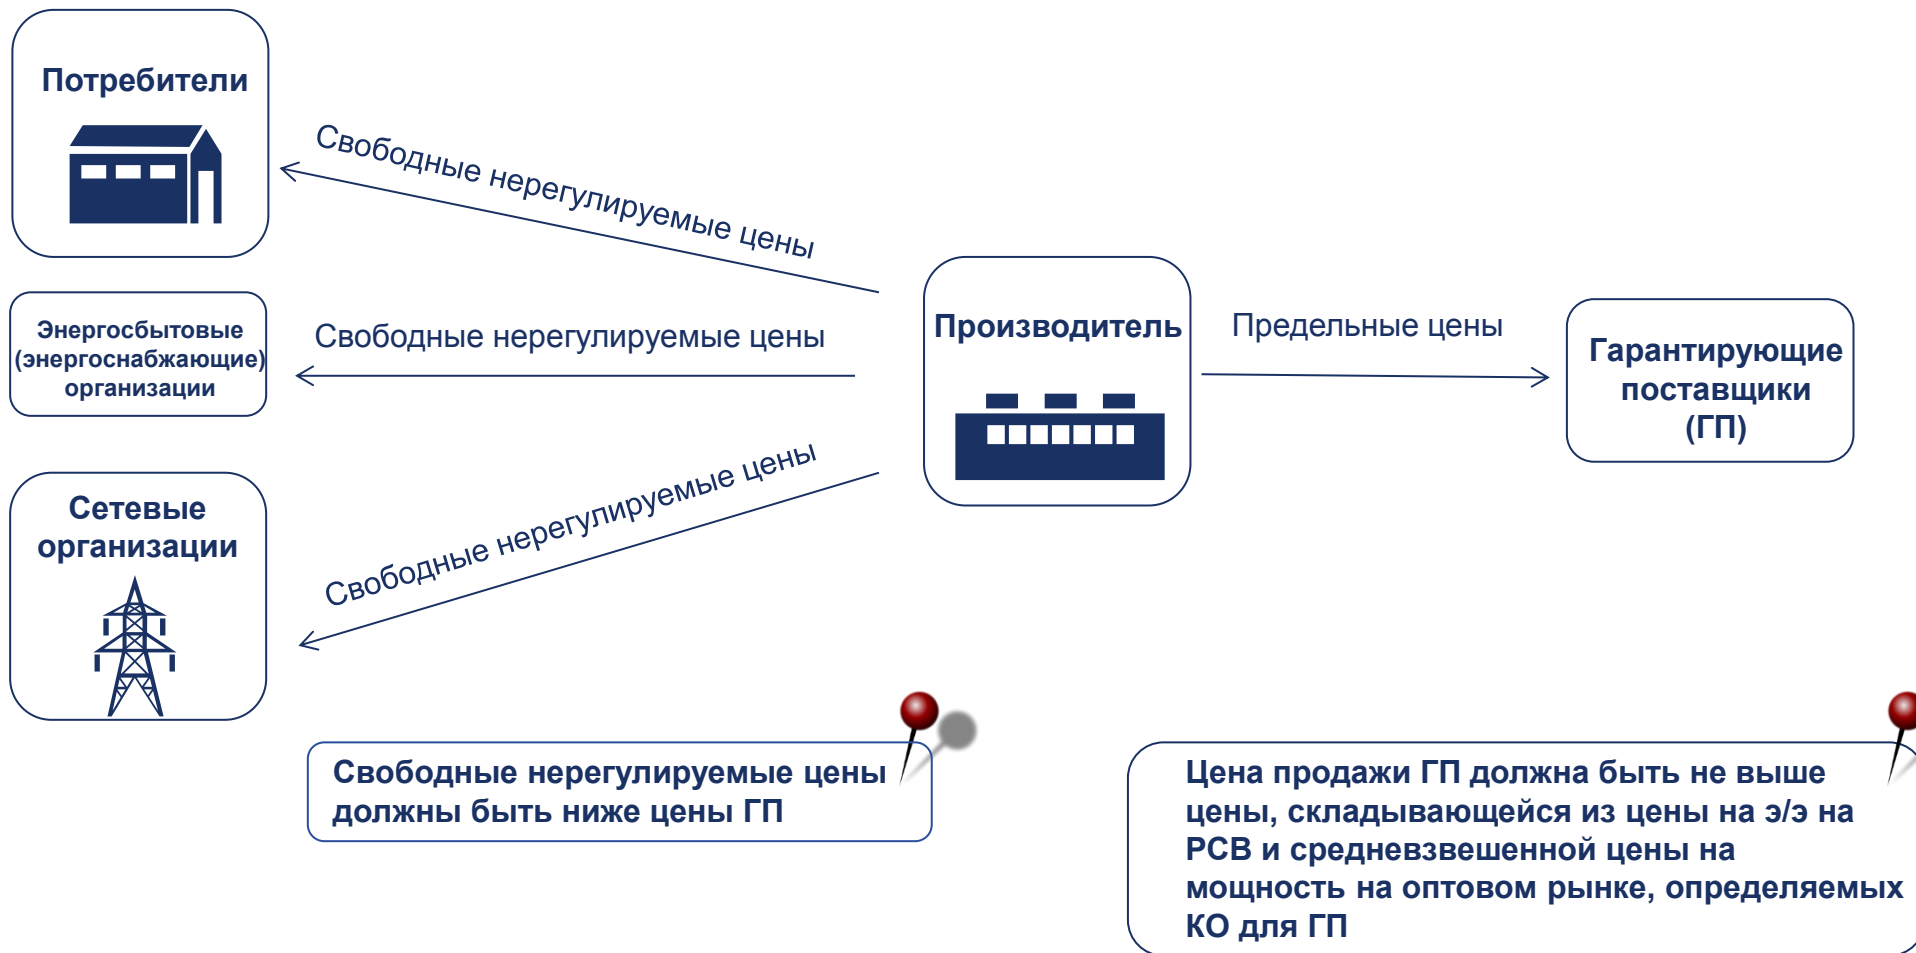 Потребители
Свободные нерегулируемые цены
Энергосбытовые
(энергоснабжающие)
организации
Свободные нерегулируемые цены
Производитель
Предельные цены
Гарантирующие
поставщики
(ГП)
Сетевые
организации
Свободные нерегулируемые цены
Свободные нерегулируемые цены
должны быть ниже цены ГП
Цена продажи ГП должна быть не выше
цены, складывающейся из цены на э/э на
РСВ и средневзвешенной цены на
мощность на оптовом рынке, определяемых
КО для ГП